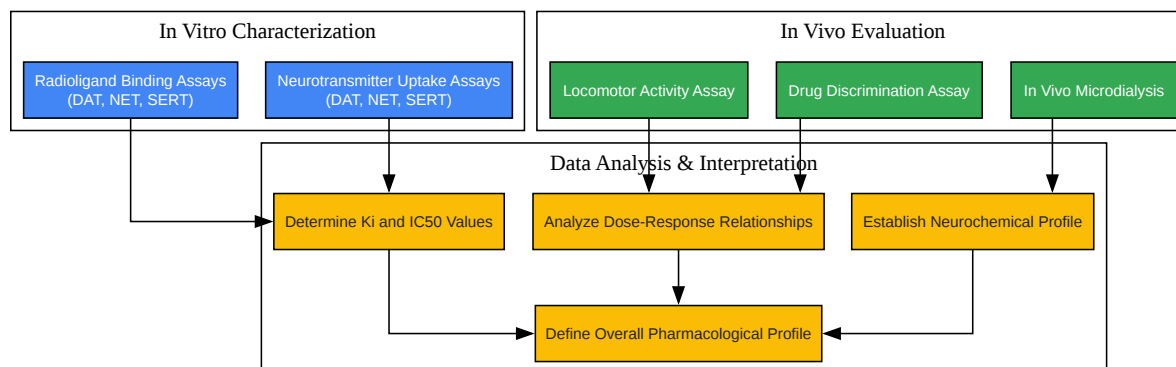 In Vitro Characterization
In Vivo Evaluation
Radioligand Binding Assays
(DAT, NET, SERT)
Neurotransmitter Uptake Assays
(DAT, NET, SERT)
Locomotor Activity Assay
Drug Discrimination Assay
In Vivo Microdialysis
Data Analysis & Interpretation
Determine Ki and IC50 Values
Analyze Dose-Response Relationships
Establish Neurochemical Profile
Define Overall Pharmacological Profile